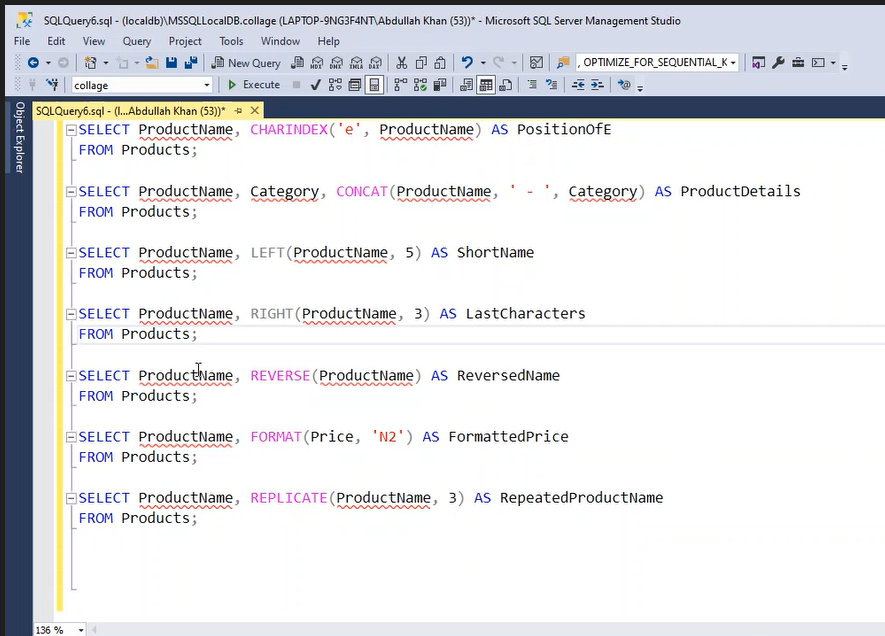 SQLQuery6.sql - (localdb)\MSSQLLocalDB.collage (LAPTOP-9NG3F4NT\Abdullah Khan (53))* - Microsoft SQL Server Management Studio
File Edit View Query Project Tools Window Help
New Query MDX DMX XMLA DAX , OPTIMIZE_FOR_SEQUENTIAL_K
collage Execute
SQLQuery6.sql - (l...Abdullah Khan (53))*
Object Explorer
SELECT ProductName, CHARINDEX('e', ProductName) AS PositionOfE
FROM Products;
SELECT ProductName, Category, CONCAT(ProductName, ' - ', Category) AS ProductDetails
FROM Products;
SELECT ProductName, LEFT(ProductName, 5) AS ShortName
FROM Products;
SELECT ProductName, RIGHT(ProductName, 3) AS LastCharacters
FROM Products;
SELECT ProductName, REVERSE(ProductName) AS ReversedName
FROM Products;
SELECT ProductName, FORMAT(Price, 'N2') AS FormattedPrice
FROM Products;
SELECT ProductName, REPLICATE(ProductName, 3) AS RepeatedProductName
FROM Products;
136 %